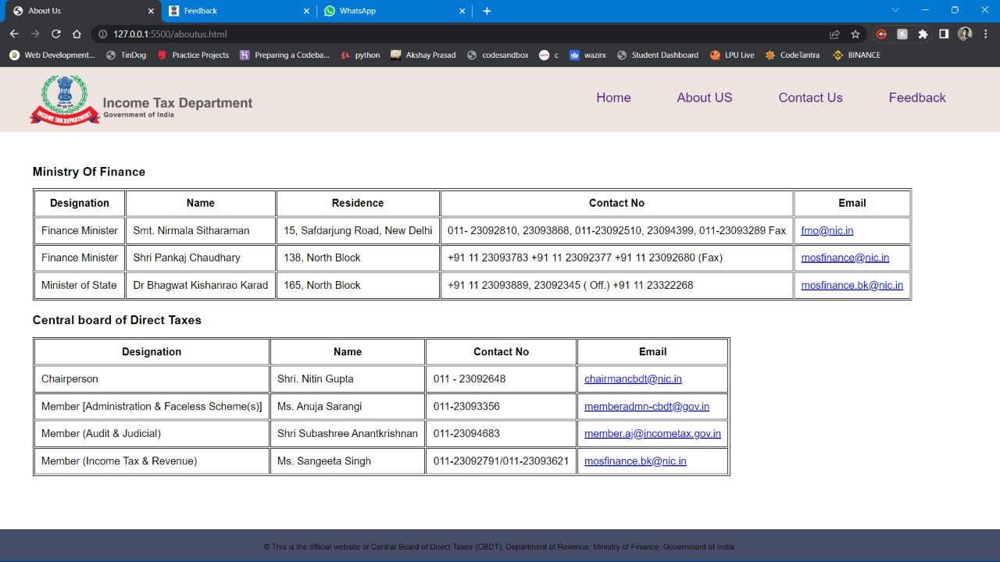 About Us
Feedback
WhatsApp
127.0.0.1:5500/aboutus.html
Web Development... TinDog Practice Projects Preparing a Codeba... python Akshay Prasad codesandbox c wazirx Student Dashboard LPU Live CodeTantra BINANCE
INCOME TAX DEPARTMENT
Income Tax Department
Government of India
Home About US Contact Us Feedback
Ministry Of Finance
Designation Name Residence Contact No Email
Finance Minister Smt. Nirmala Sitharaman 15, Safdarjung Road, New Delhi 011- 23092810, 23093868, 011-23092510, 23094399, 011-23093289 Fax fmo@nic.in
Finance Minister Shri Pankaj Chaudhary 138, North Block +91 11 23093783 +91 11 23092377 +91 11 23092680 (Fax) mosfinance@nic.in
Minister of State Dr Bhagwat Kishanrao Karad 165, North Block +91 11 23093889, 23092345 ( Off.) +91 11 23322268 mosfinance.bk@nic.in
Central board of Direct Taxes
Designation Name Contact No Email
Chairperson Shri. Nitin Gupta 011 - 23092648 chairmancbdt@nic.in
Member [Administration & Faceless Scheme(s)] Ms. Anuja Sarangi 011-23093356 memberadmn-cbdt@gov.in
Member (Audit & Judicial) Shri Subashree Anantkrishnan 011-23094683 member.aj@incometax.gov.in
Member (Income Tax & Revenue) Ms. Sangeeta Singh 011-23092791/011-23093621 mosfinance.bk@nic.in
© This is the official website of Central Board of Direct Taxes (CBDT), Department of Revenue, Ministry of Finance, Government of India.